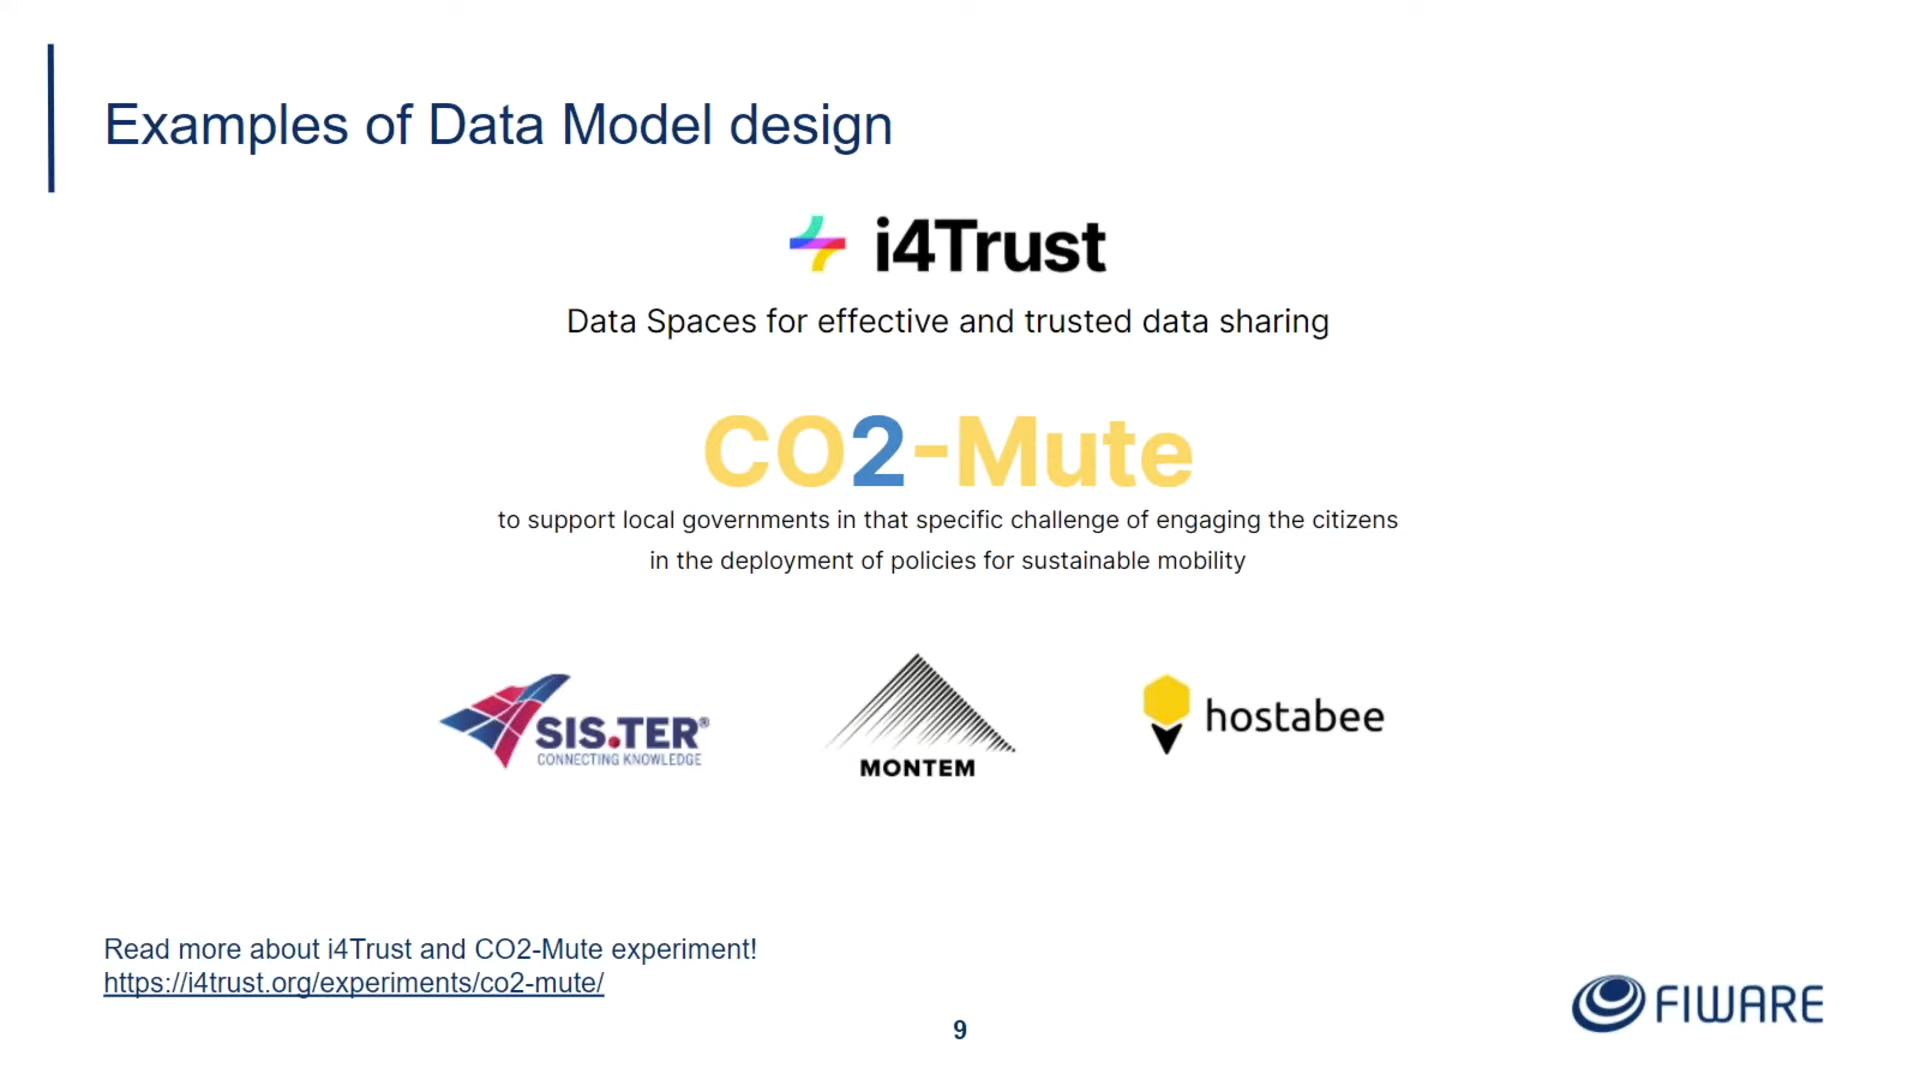 Examples of Data Model design
i4Trust
Data Spaces for effective and trusted data sharing
CO2-Mute
to support local governments in that specific challenge of engaging the citizens
in the deployment of policies for sustainable mobility
SIS.TER®
CONNECTING KNOWLEDGE
MONTEM
hostabee
Read more about i4Trust and CO2-Mute experiment!
https://i4trust.org/experiments/co2-mute/
9
FIWARE